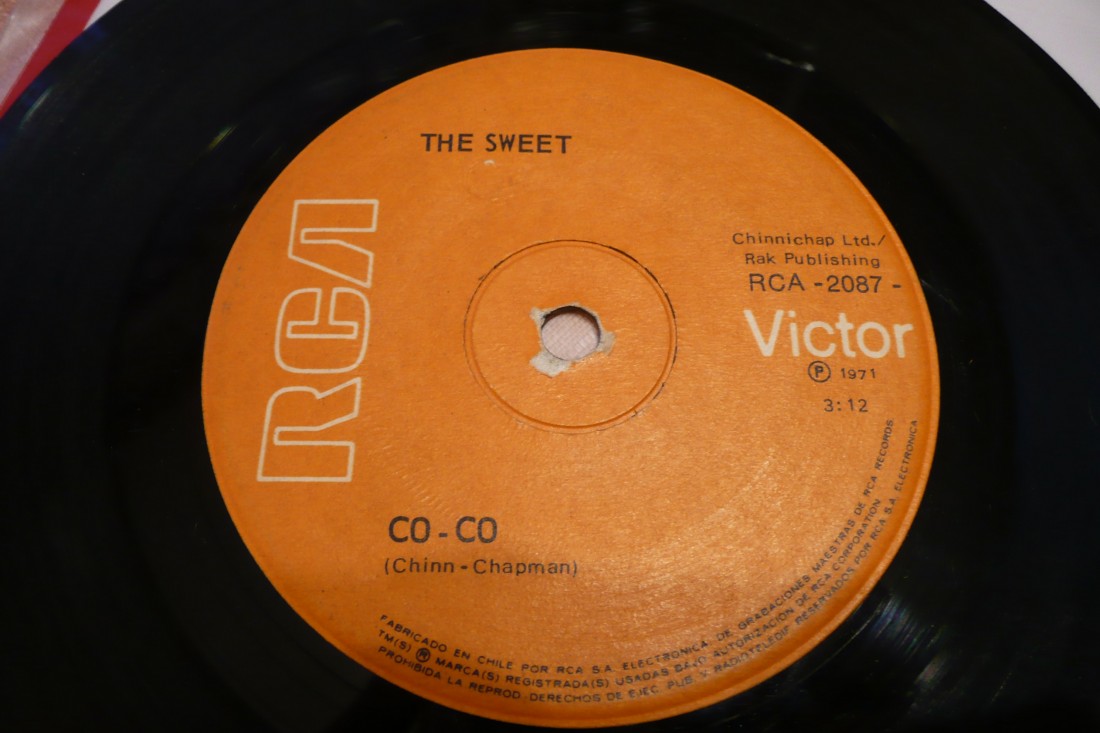 THE SWEET
RCA
Chinnichap Ltd./
Rak Publishing
RCA -2087-
Victor
Ⓟ 1971
3:12
CO-CO
(Chinn-Chapman)
FABRICADO EN CHILE POR RCA S.A. ELECTRONICA, DE GRABACIONES MAESTRAS DE RCA RECORDS.
TM(S) ® MARCA(S) REGISTRADA(S) USADAS BAJO AUTORIZACION DE RCA CORPORATION.
PROHIBIDA LA REPROD. DERECHOS DE EJEC. PUB. Y RADIOTELEDIF. RESERVADOS POR RCA S.A. ELECTRONICA